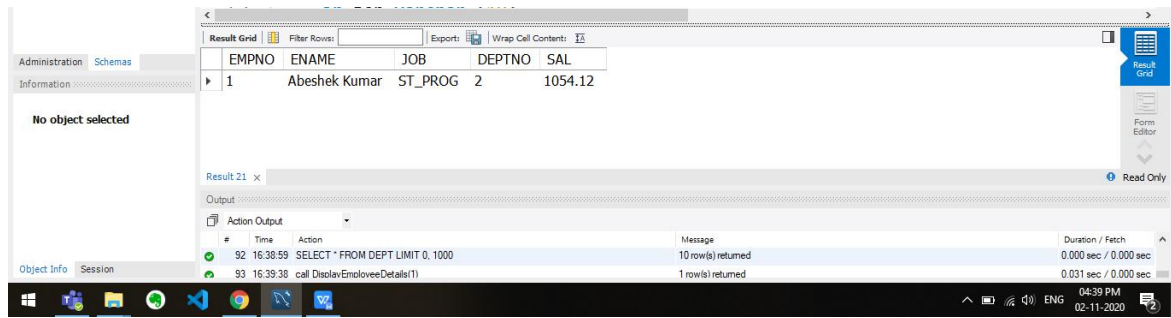 Result Grid Filter Rows: Export: Wrap Cell Content:
EMPNO ENAME JOB DEPTNO SAL
1 Abeshek Kumar ST_PROG 2 1054.12
Result Grid
Form Editor
Administration Schemas
Information
No object selected
Result 21 × Read Only
Output
Action Output
# Time Action Message Duration / Fetch
92 16:38:59 SELECT * FROM DEPT LIMIT 0, 1000 10 row(s) returned 0.000 sec / 0.000 sec
93 16:39:38 call DisplayEmployeeDetails(1) 1 row(s) returned 0.031 sec / 0.000 sec
Object Info Session
ENG
04:39 PM
02-11-2020
2